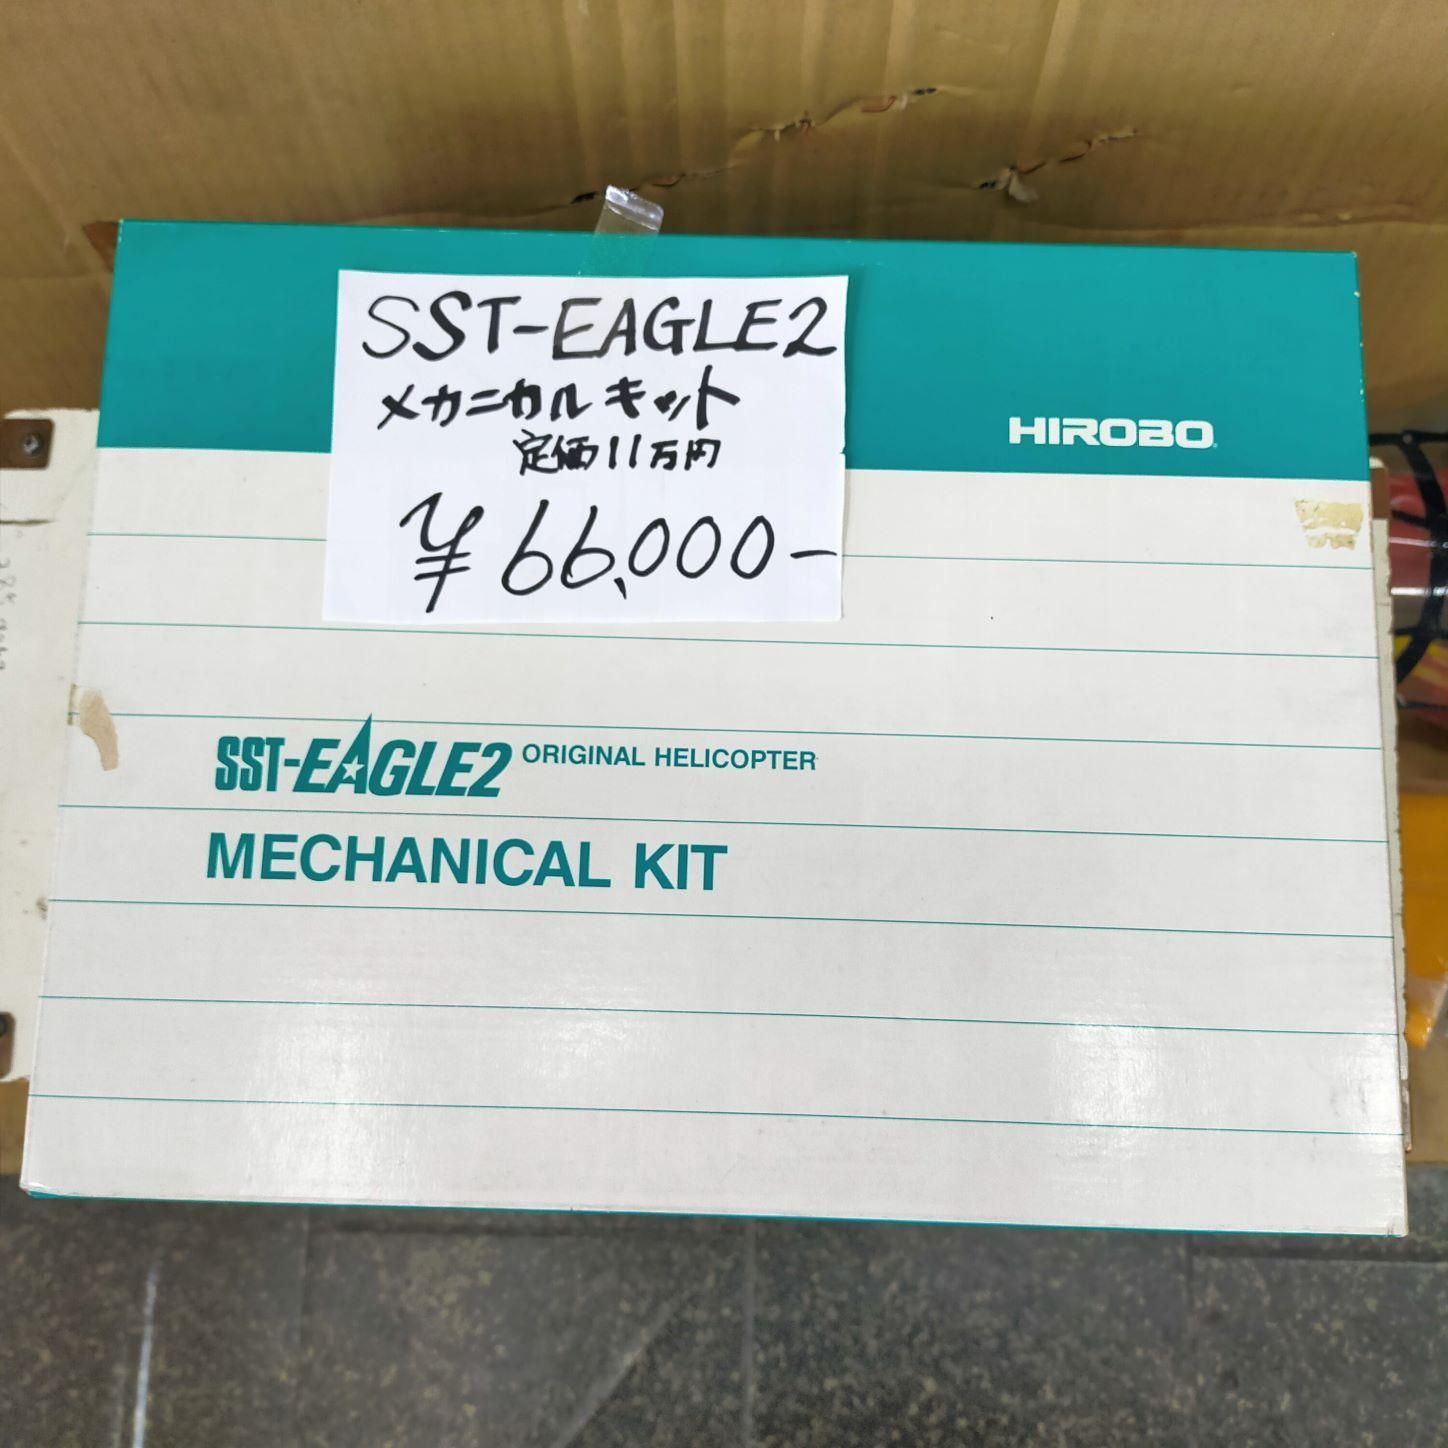 SST-EAGLE2
メカニカルキット
定価11万円
¥66,000-
HIROBO
SST-EAGLE2 ORIGINAL HELICOPTER
MECHANICAL KIT